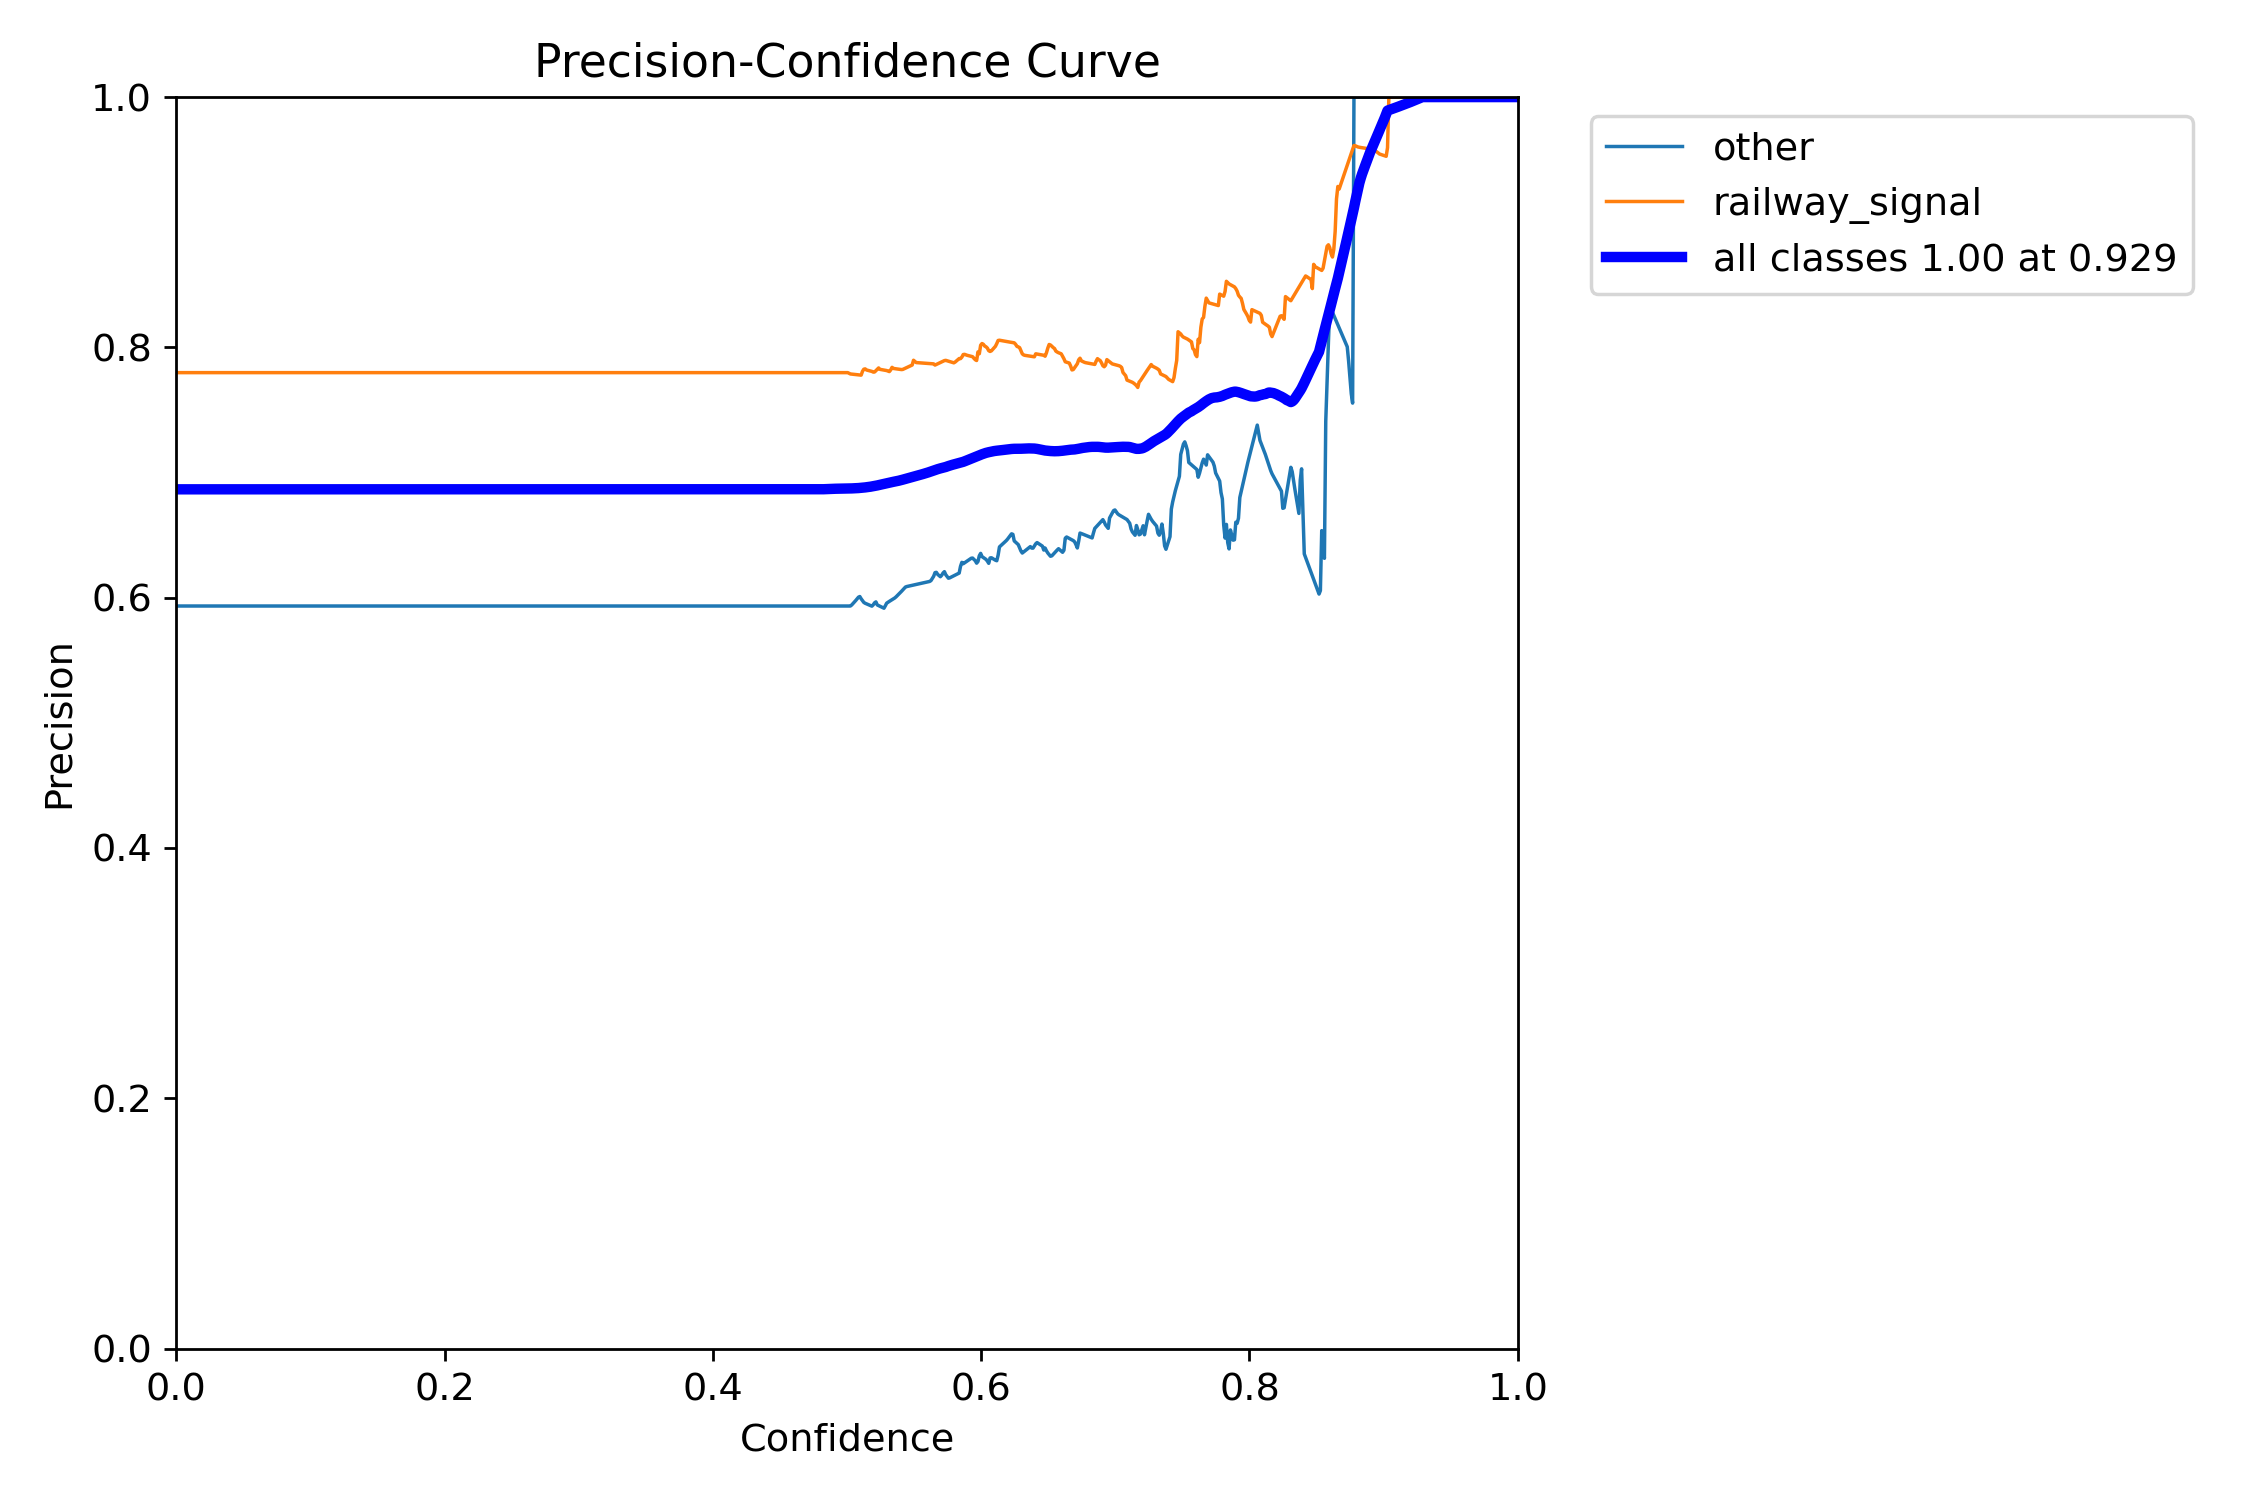 Precision-Confidence Curve
1.0
0.8
0.6
0.4
0.2
0.0
Precision
0.0 0.2 0.4 0.6 0.8 1.0
Confidence
other
railway_signal
all classes 1.00 at 0.929